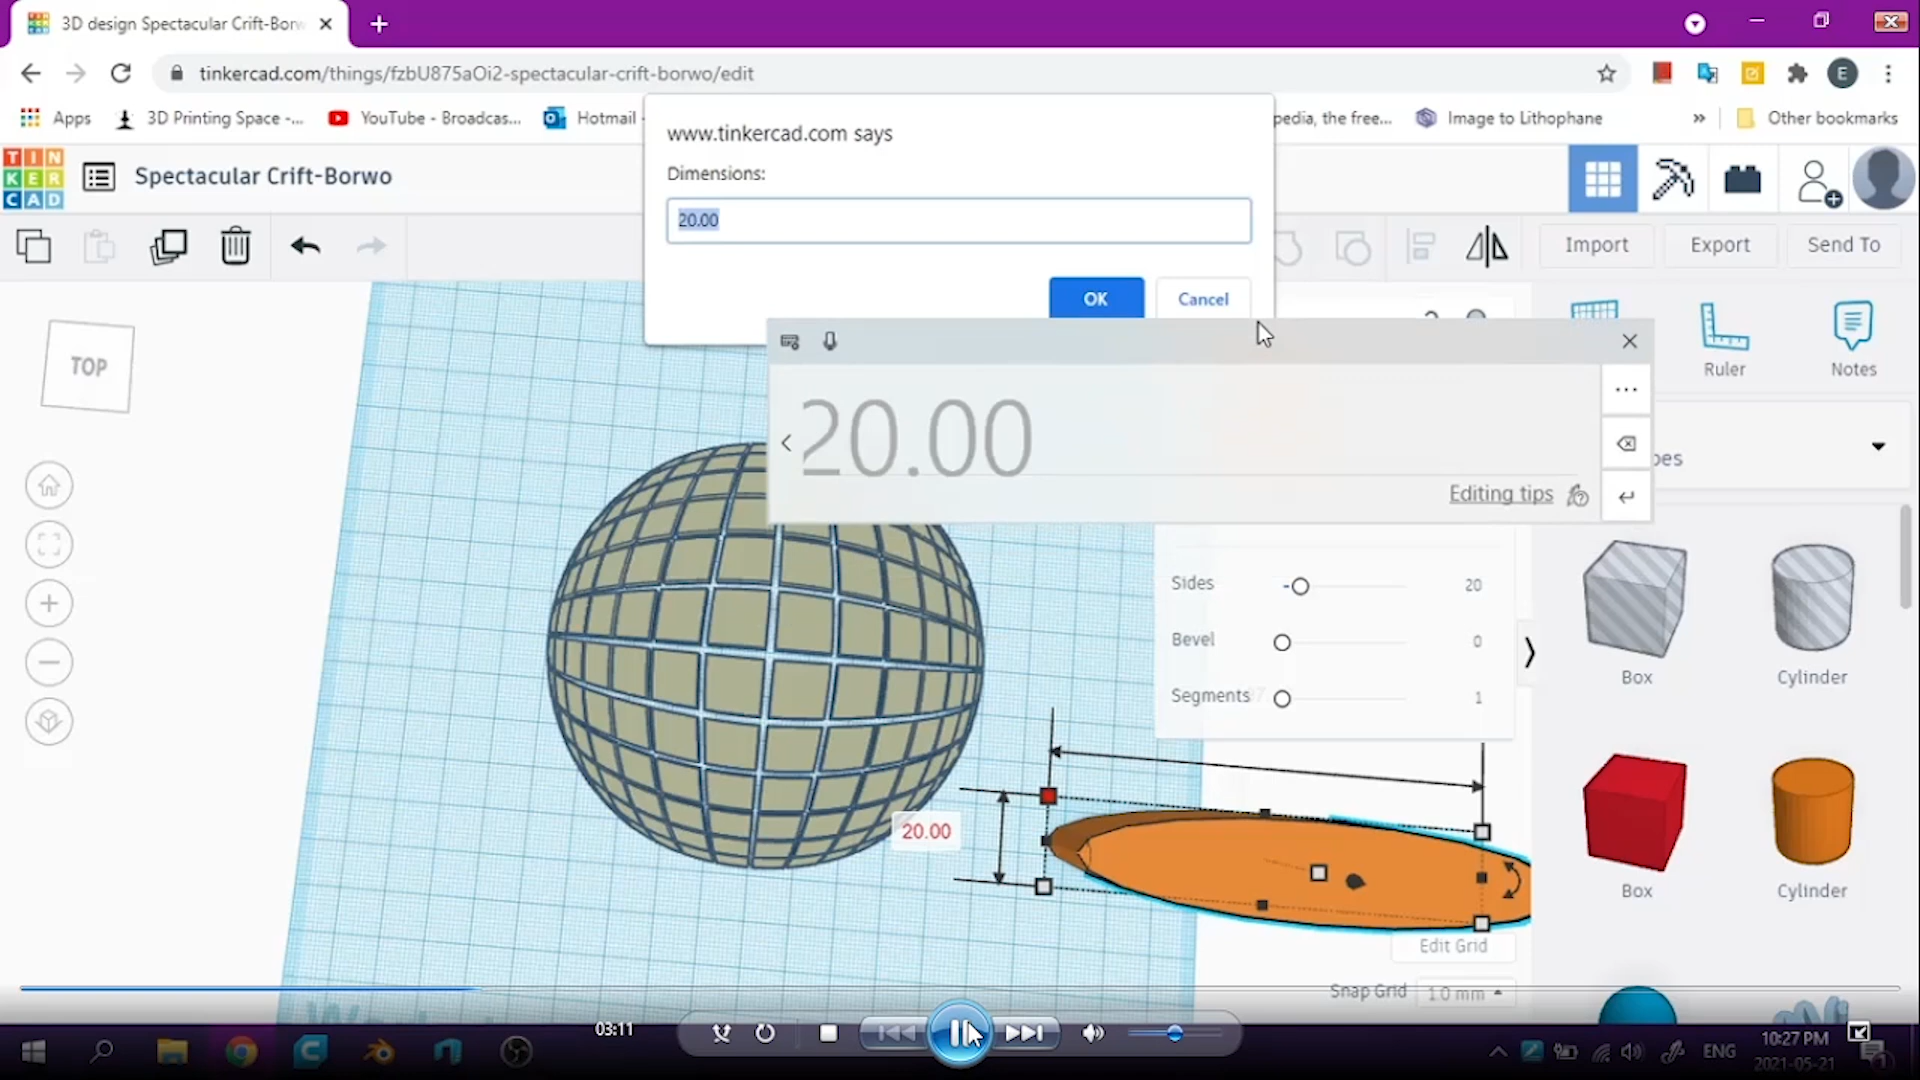 3D design Spectacular Crift-Borw
tinkercad.com/things/fzbU875aOi2-spectacular-crift-borwo/edit
E
Apps
3D Printing Space -...
YouTube - Broadcas...
Hotmail
pedia, the free...
Image to Lithophane
»
Other bookmarks
www.tinkercad.com says
Dimensions:
20.00
OK
Cancel
TIN
KER
CAD
Spectacular Crift-Borwo
Import
Export
Send To
TOP
Ruler
Notes
20.00
Editing tips
pes
Sides
20
Bevel
0
Segments
1
Box
Cylinder
Box
Cylinder
20.00
Edit Grid
Snap Grid
1.0 mm
03:11
ENG
10:27 PM
2021-05-21